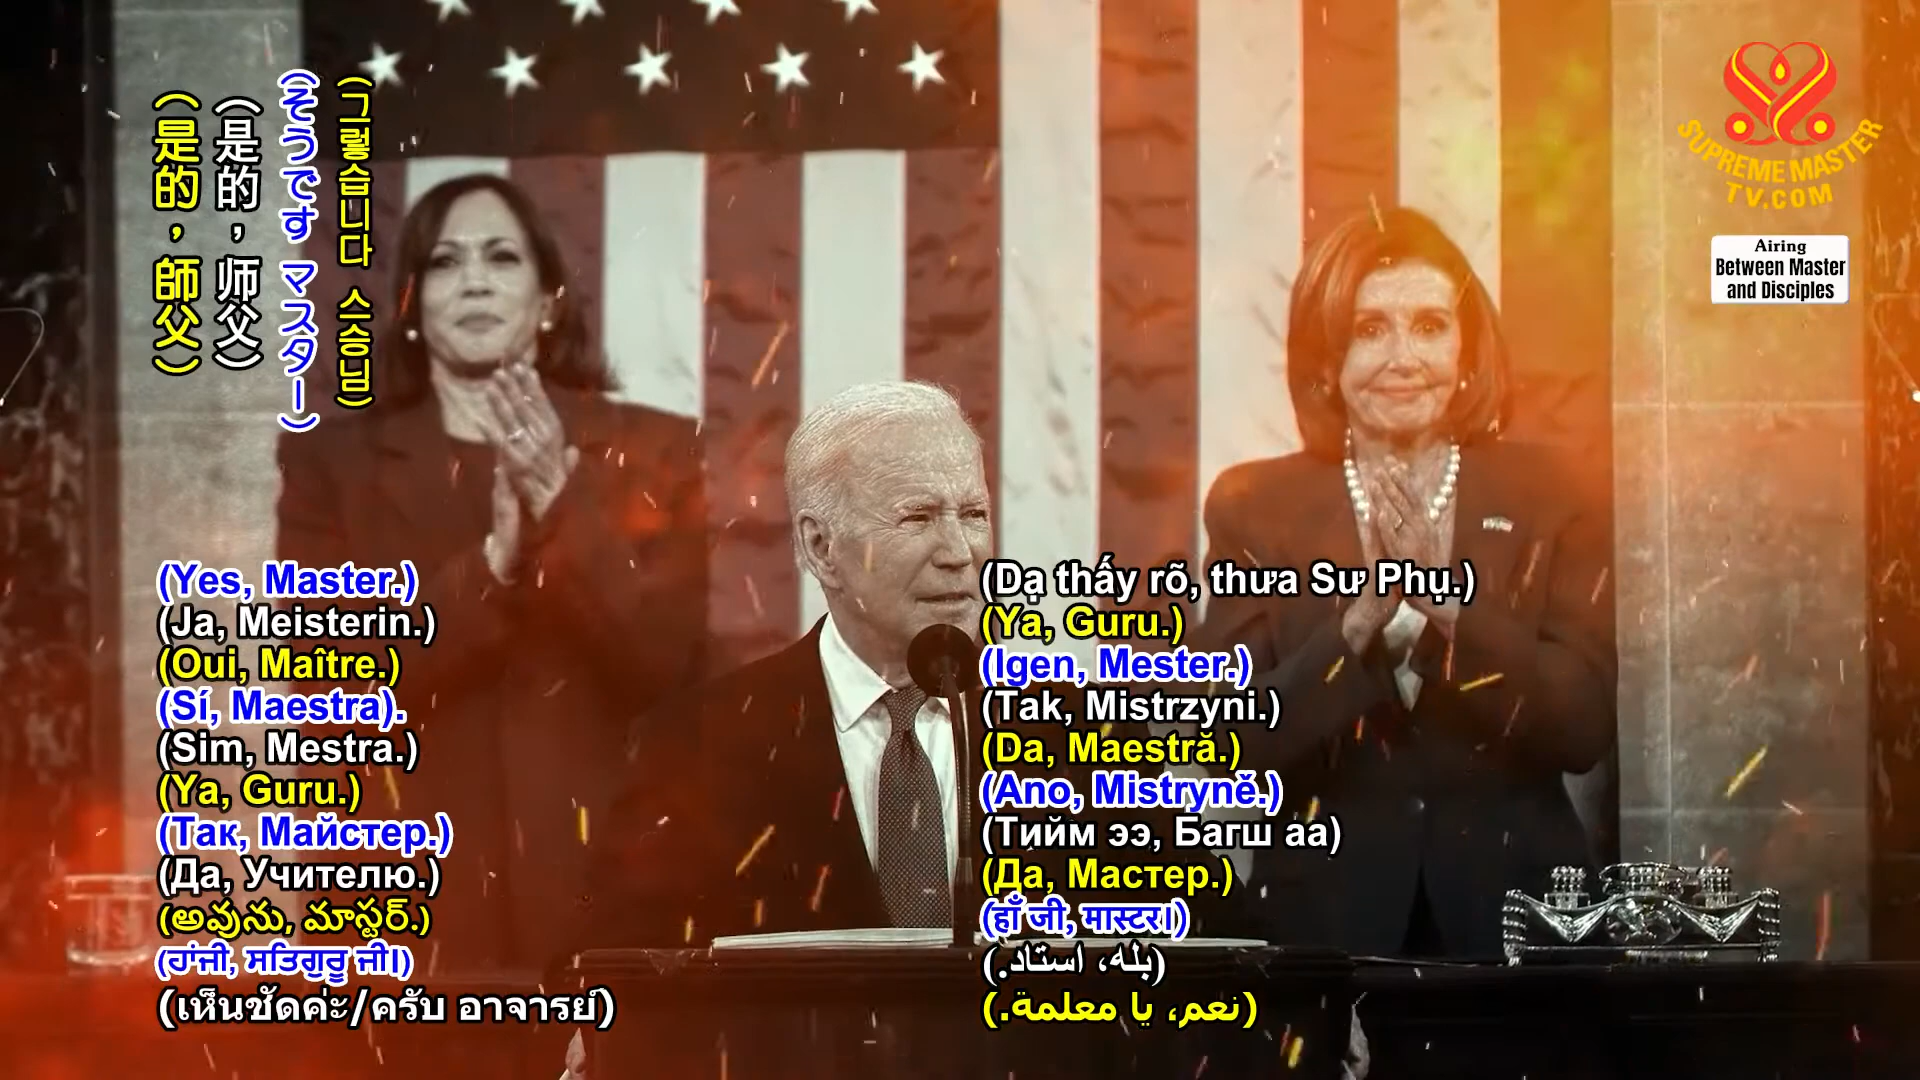 (그렇습니다 스승님)
(そうです マスター)
(是的，师父)
(是的，師父)
SUPREME MASTER
TV.COM
Airing
Between Master
and Disciples
(Yes, Master.)
(Ja, Meisterin.)
(Oui, Maître.)
(Sí, Maestra).
(Sim, Mestra.)
(Ya, Guru.)
(Так, Майстер.)
(Да, Учителю.)
(అవును, మాస్టర్.)
(ਹਾਂਜੀ, ਸਤਿਗੁਰੂ ਜੀ।)
(เห็นชัดค่ะ/ครับ อาจารย์)
(Dạ thấy rõ, thưa Sư Phụ.)
(Ya, Guru.)
(Igen, Mester.)
(Tak, Mistrzyni.)
(Da, Maestră.)
(Ano, Mistryně.)
(Тийм ээ, Багш аа)
(Да, Мастер.)
(हाँ जी, मास्टर।)
(بله، استاد.)
(نعم، يا معلمة.)